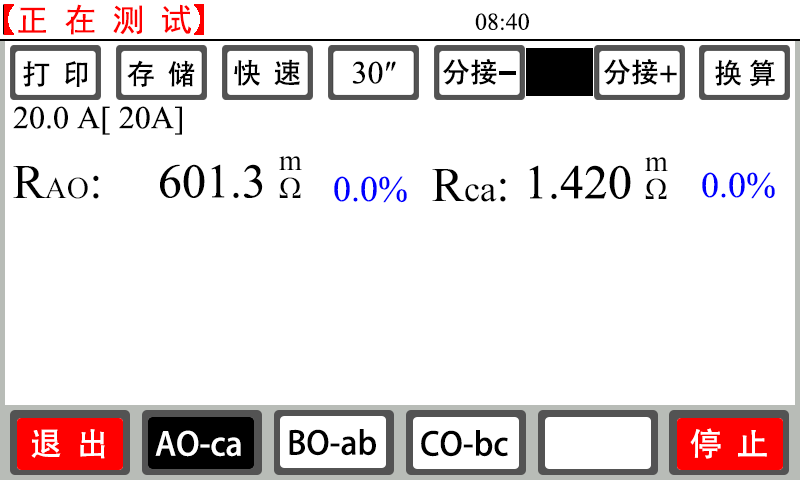 【正在测试】 08:40
打印 存储 快速 30″ 分接− 分接+ 换算
20.0 A[ 20A]
RAO: 601.3 mΩ 0.0% Rca: 1.420 mΩ 0.0%
退出 AO-ca BO-ab CO-bc 停止